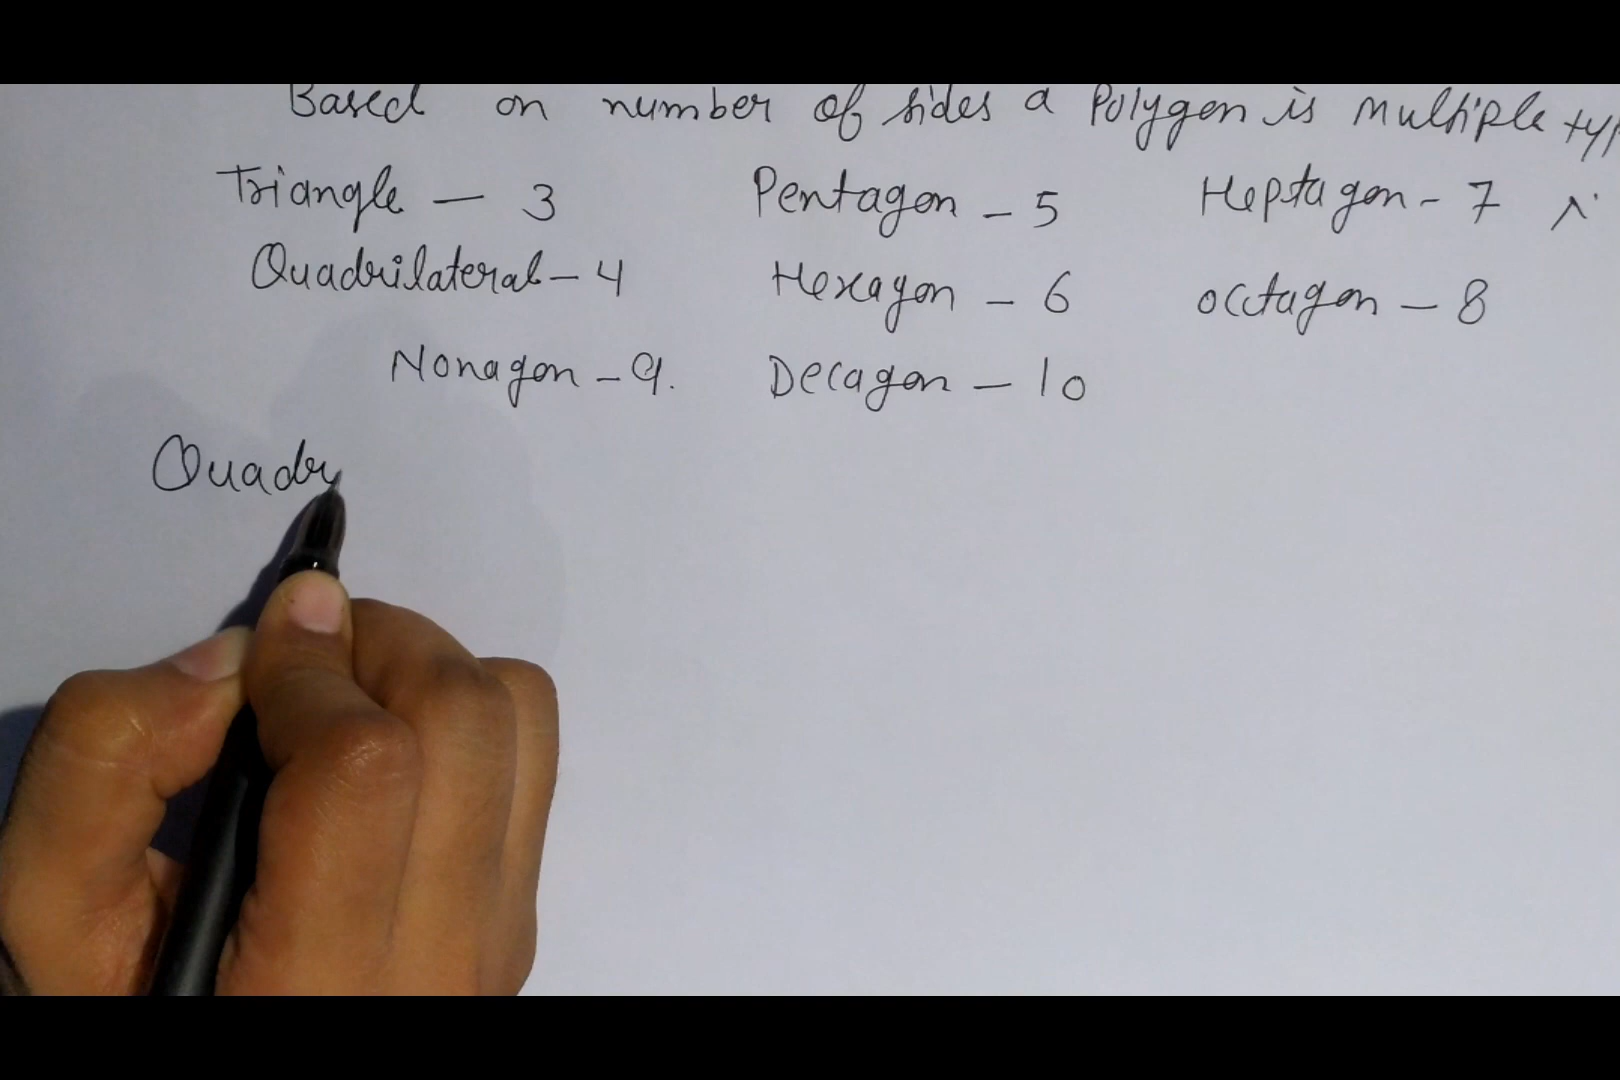 Based on number of sides a Polygon is multiple
Triangle — 3 Pentagon - 5 Heptagon - 7
Quadrilateral - 4 Hexagon - 6 octagon - 8
Nonagon - 9. Decagon - 10
Quadr